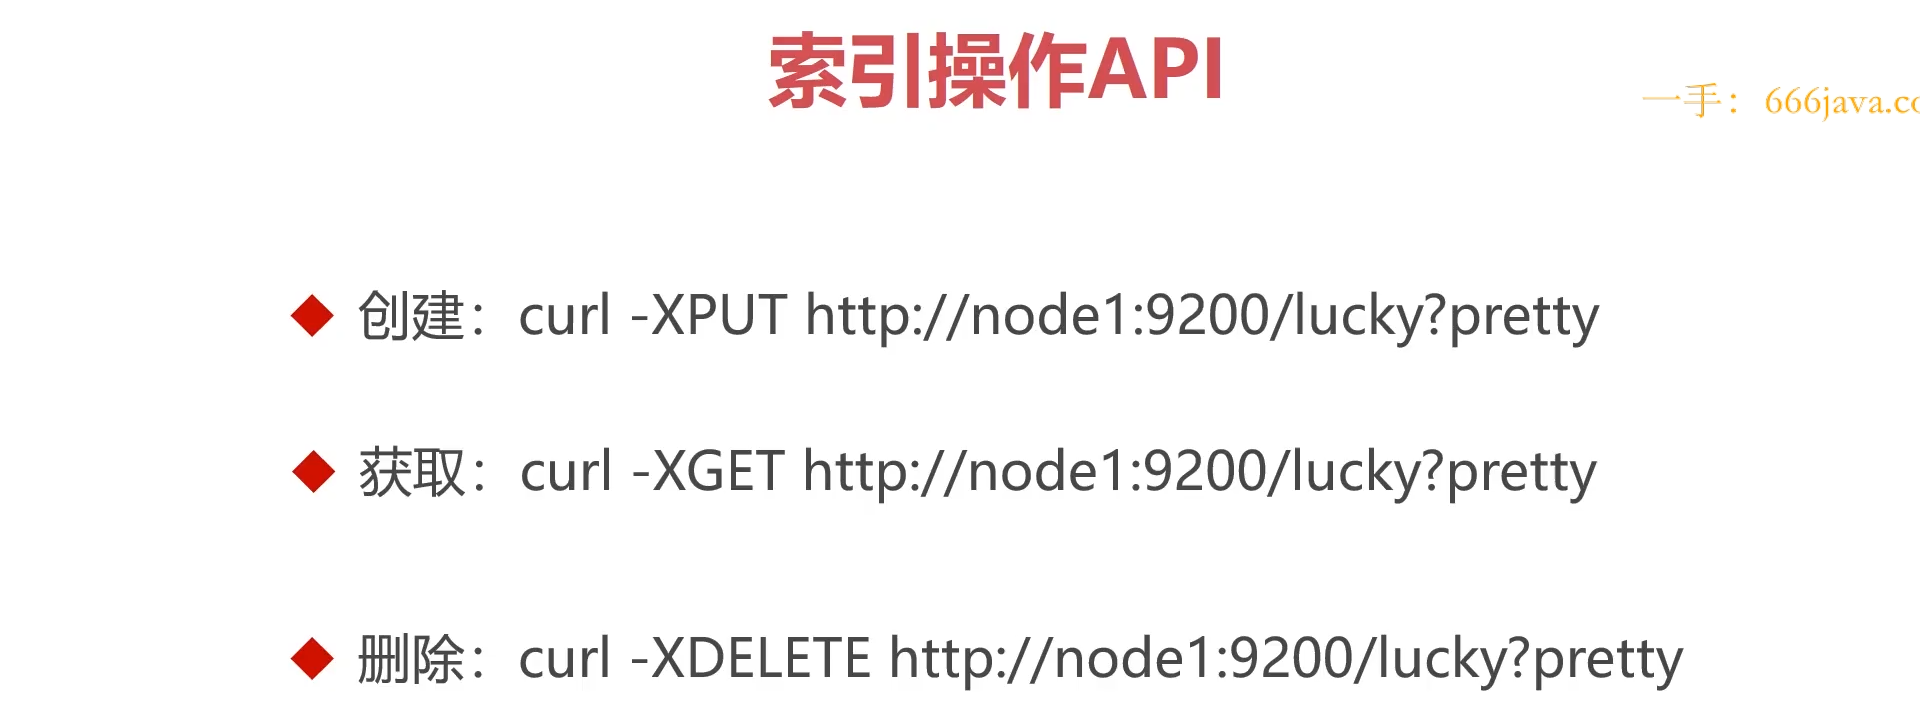 索引操作API
一手：666java.co
创建：curl -XPUT http://node1:9200/lucky?pretty
获取：curl -XGET http://node1:9200/lucky?pretty
删除：curl -XDELETE http://node1:9200/lucky?pretty